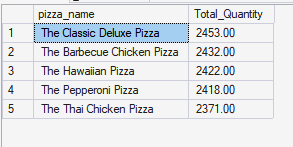 pizza_name Total_Quantity
1 The Classic Deluxe Pizza 2453.00
2 The Barbecue Chicken Pizza 2432.00
3 The Hawaiian Pizza 2422.00
4 The Pepperoni Pizza 2418.00
5 The Thai Chicken Pizza 2371.00